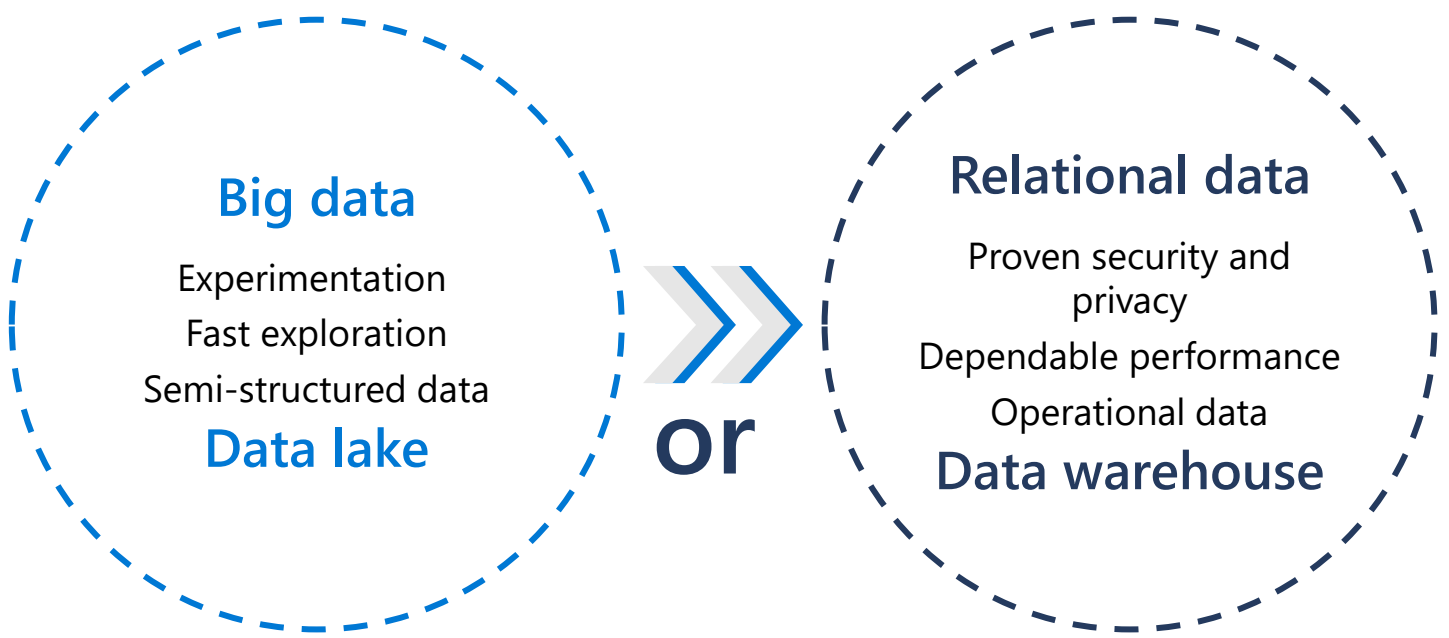 Big data
Experimentation
Fast exploration
Semi-structured data
Data lake
or
Relational data
Proven security and
privacy
Dependable performance
Operational data
Data warehouse